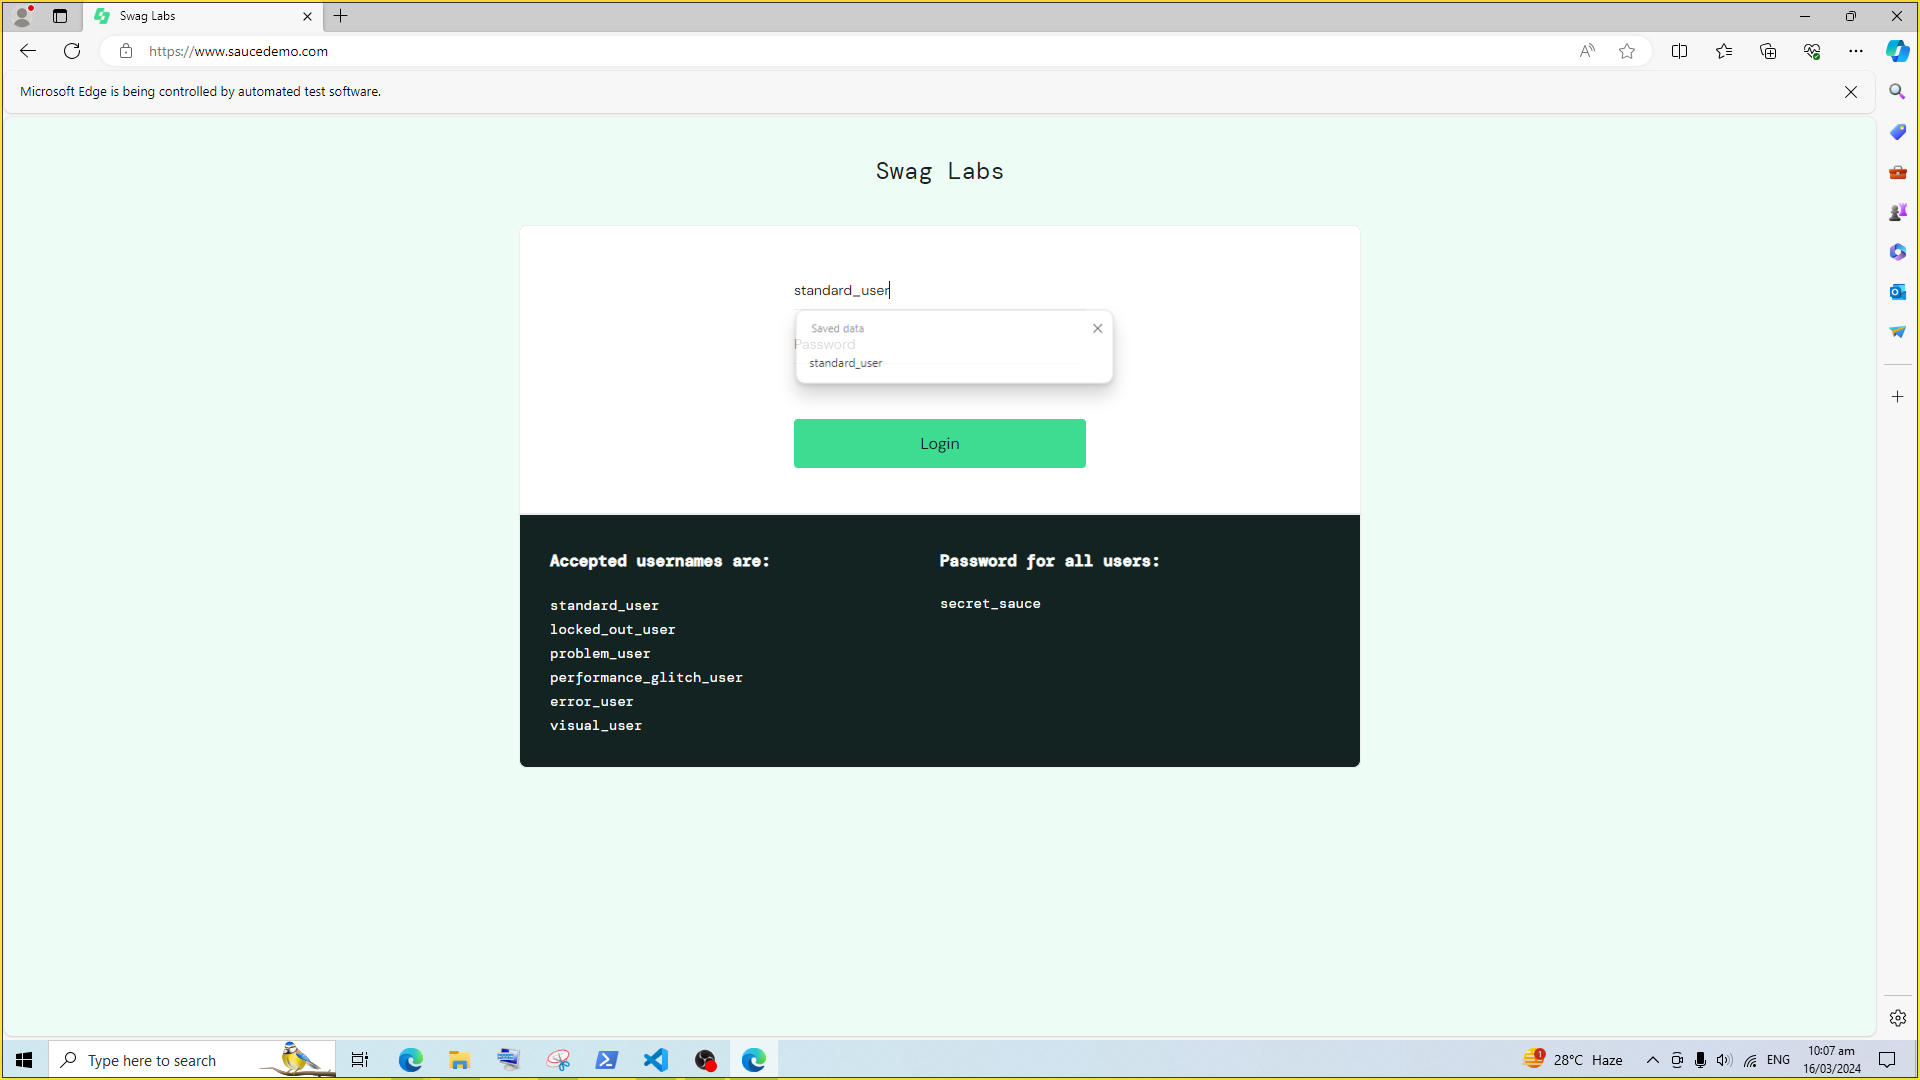 Swag Labs
https://www.saucedemo.com
Microsoft Edge is being controlled by automated test software.
Swag Labs
standard_user
Saved data
Password
standard_user
Login
Accepted usernames are:
standard_user
locked_out_user
problem_user
performance_glitch_user
error_user
visual_user
Password for all users:
secret_sauce
Type here to search
1
28°C Haze
ENG
10:07 am
16/03/2024